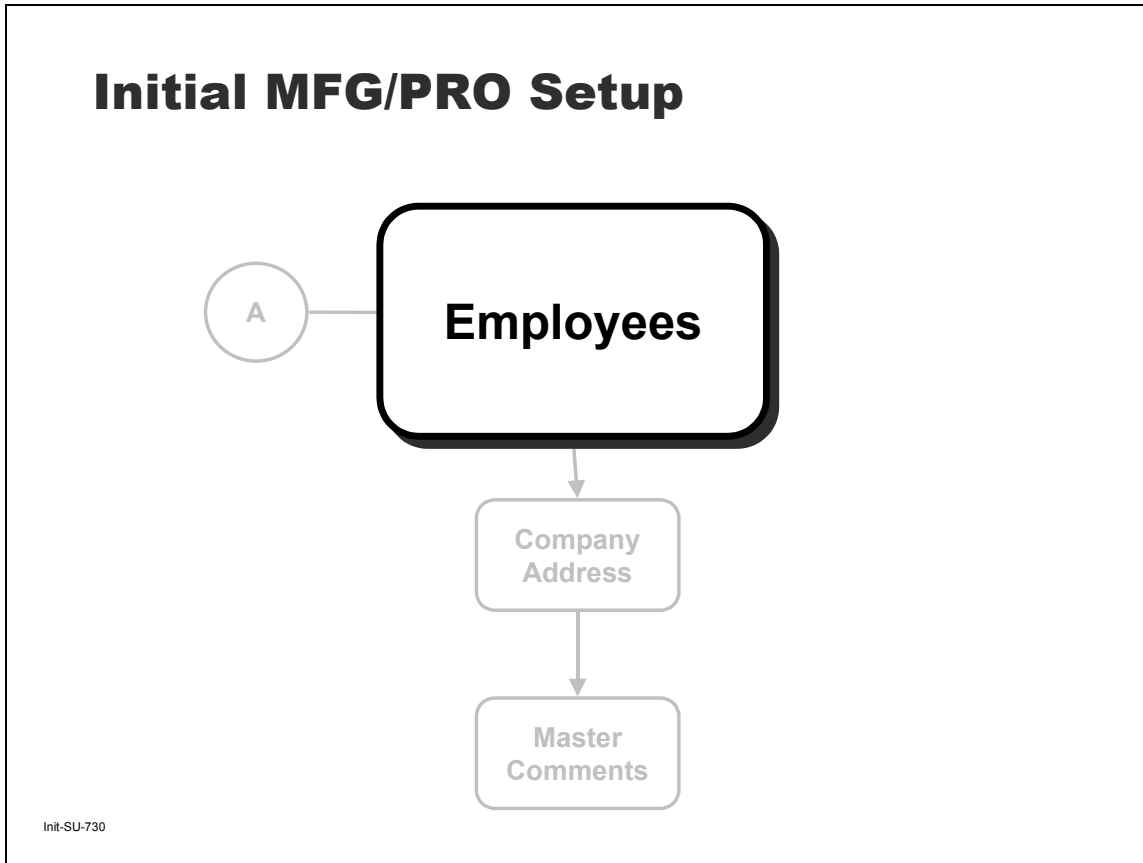 Initial MFG/PRO Setup
A
Employees
Company
Address
Master
Comments
Init-SU-730